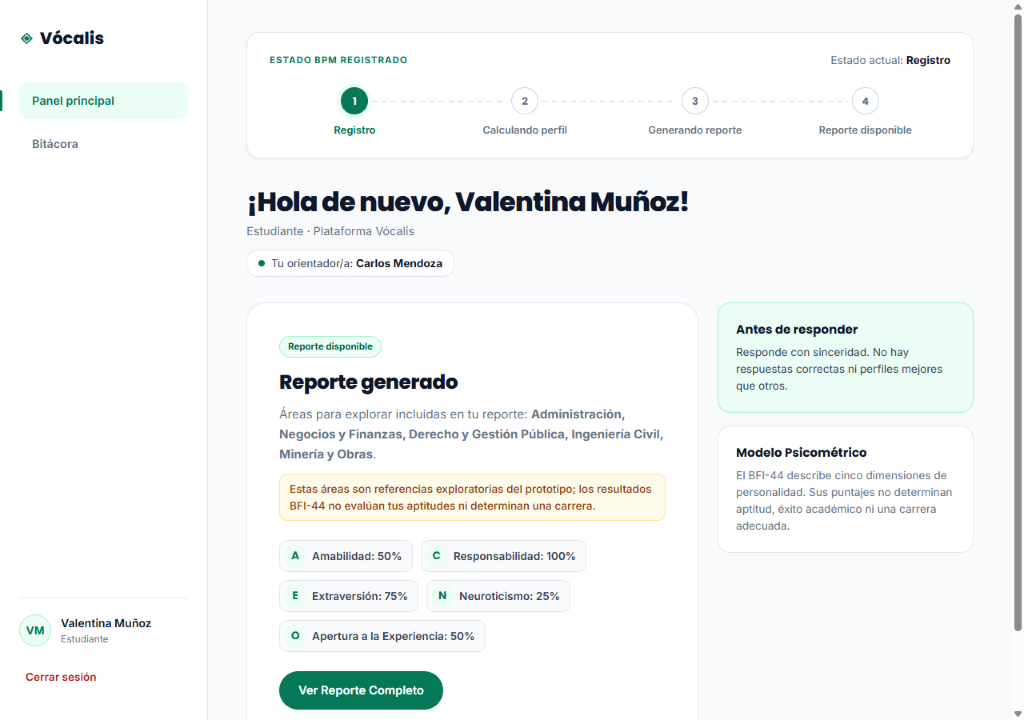 Vócalis
Panel principal
Bitácora
Valentina Muñoz
VM
Estudiante
Cerrar sesión
ESTADO BPM REGISTRADO
Estado actual: Registro
1
2
3
4
Registro
Calculando perfil
Generando reporte
Reporte disponible
¡Hola de nuevo, Valentina Muñoz!
Estudiante · Plataforma Vócalis
Tu orientador/a: Carlos Mendoza
Reporte disponible
Reporte generado
Áreas para explorar incluidas en tu reporte: Administración,
Negocios y Finanzas, Derecho y Gestión Pública, Ingeniería Civil,
Minería y Obras.
Estas áreas son referencias exploratorias del prototipo; los resultados
BFI-44 no evalúan tus aptitudes ni determinan una carrera.
A Amabilidad: 50%
C Responsabilidad: 100%
E Extraversión: 75%
N Neuroticismo: 25%
O Apertura a la Experiencia: 50%
Ver Reporte Completo
Antes de responder
Responde con sinceridad. No hay
respuestas correctas ni perfiles mejores
que otros.
Modelo Psicométrico
El BFI-44 describe cinco dimensiones de
personalidad. Sus puntajes no determinan
aptitud, éxito académico ni una carrera
adecuada.